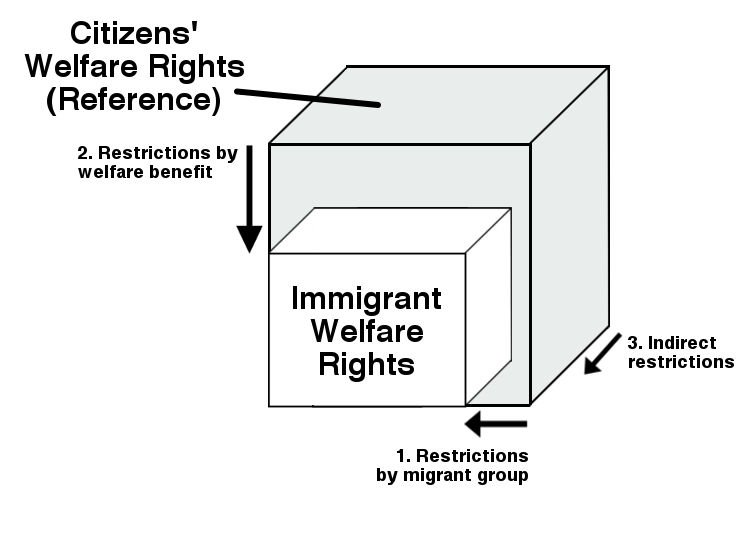 Citizens'
Welfare Rights
(Reference)
2. Restrictions by
welfare benefit
Immigrant
Welfare
Rights
3. Indirect
restrictions
1. Restrictions
by migrant group